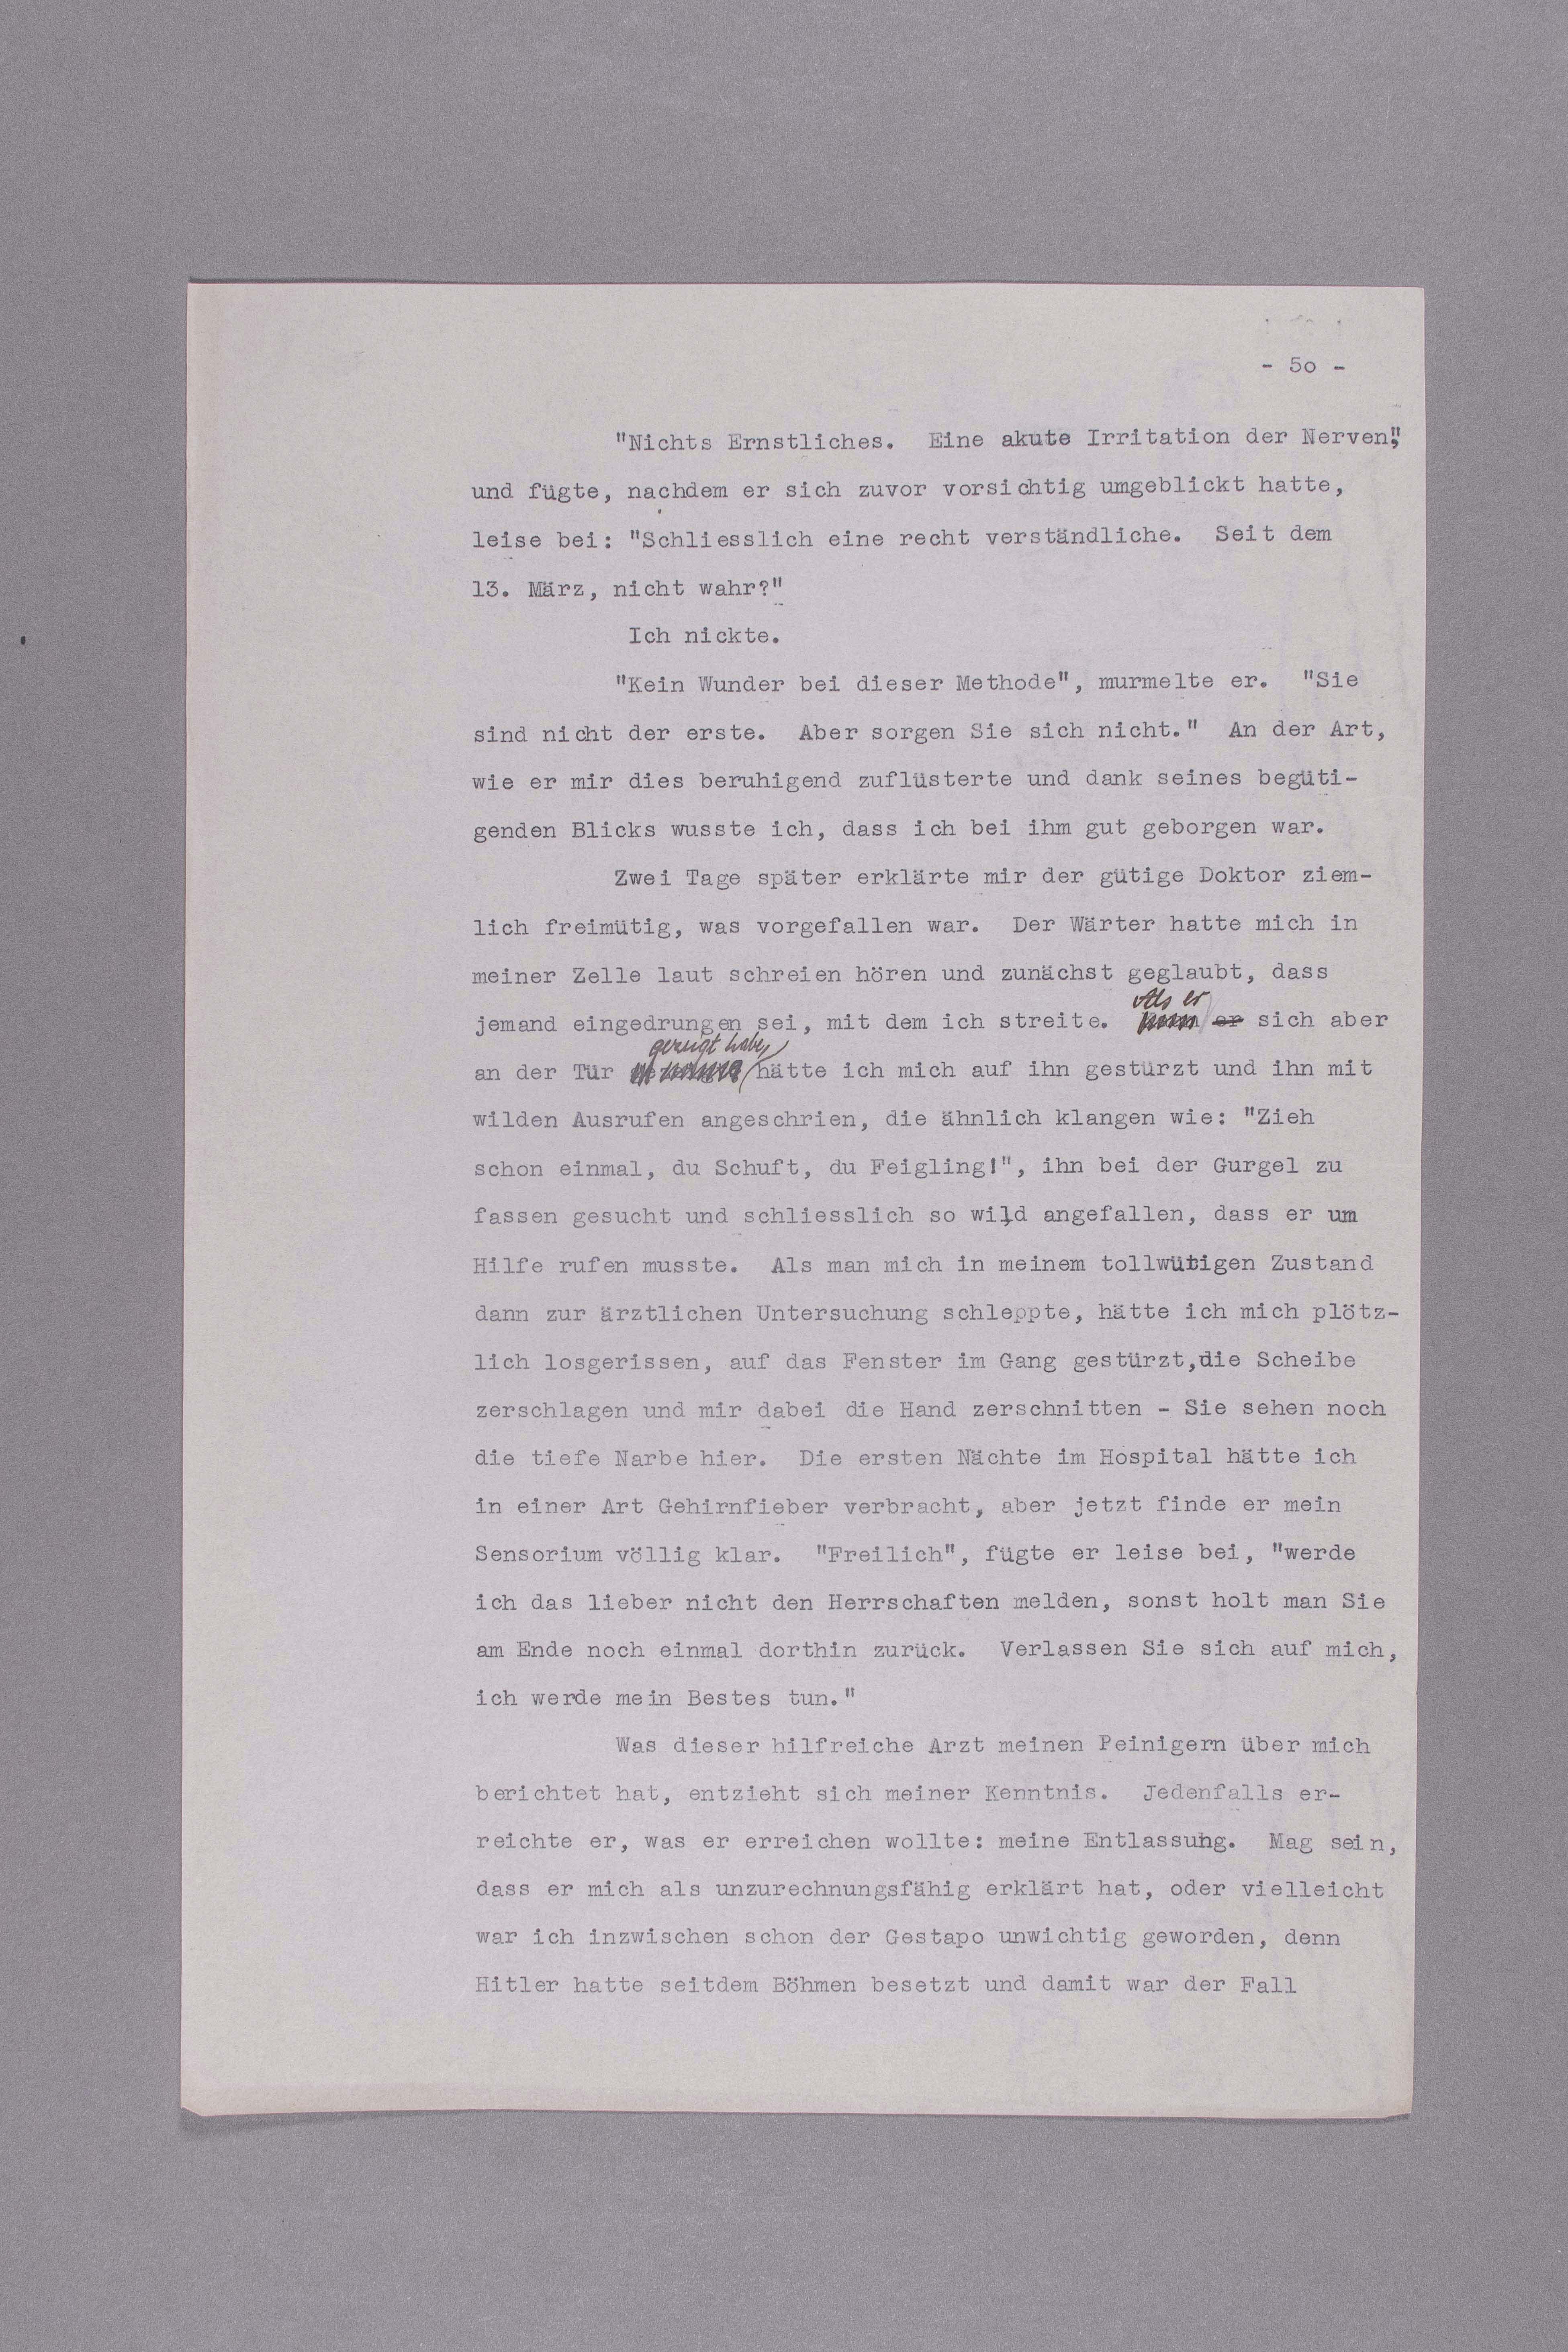 - 5o -
"Nichts Ernstliches. Eine akute Irritation der Nerven",
und fügte, nachdem er sich zuvor vorsichtig umgeblickt hatte,
leise bei: "Schliesslich eine recht verständliche. Seit dem
13. März, nicht wahr?"
Ich nickte.
"Kein Wunder bei dieser Methode", murmelte er. "Sie
sind nicht der erste. Aber sorgen Sie sich nicht." An der Art,
wie er mir dies beruhigend zuflüsterte und dank seines begüti-
genden Blicks wusste ich, dass ich bei ihm gut geborgen war.
Zwei Tage später erklärte mir der gütige Doktor ziem-
lich freimütig, was vorgefallen war. Der Wärter hatte mich in
meiner Zelle laut schreien hören und zunächst geglaubt, dass
Als er
jemand eingedrungen sei, mit dem ich streite. er sich aber
gezeigt habe,
an der Tür hätte ich mich auf ihn gestürzt und ihn mit
wilden Ausrufen angeschrien, die ähnlich klangen wie: "Zieh
schon einmal, du Schuft, du Feigling!", ihn bei der Gurgel zu
fassen gesucht und schliesslich so wild angefallen, dass er um
Hilfe rufen musste. Als man mich in meinem tollwütigen Zustand
dann zur ärztlichen Untersuchung schleppte, hätte ich mich plötz-
lich losgerissen, auf das Fenster im Gang gestürzt,die Scheibe
zerschlagen und mir dabei die Hand zerschnitten - Sie sehen noch
die tiefe Narbe hier. Die ersten Nächte im Hospital hätte ich
in einer Art Gehirnfieber verbracht, aber jetzt finde er mein
Sensorium völlig klar. "Freilich", fügte er leise bei, "werde
ich das lieber nicht den Herrschaften melden, sonst holt man Sie
am Ende noch einmal dorthin zurück. Verlassen Sie sich auf mich,
ich werde mein Bestes tun."
Was dieser hilfreiche Arzt meinen Peinigern über mich
berichtet hat, entzieht sich meiner Kenntnis. Jedenfalls er-
reichte er, was er erreichen wollte: meine Entlassung. Mag sein,
dass er mich als unzurechnungsfähig erklärt hat, oder vielleicht
war ich inzwischen schon der Gestapo unwichtig geworden, denn
Hitler hatte seitdem Böhmen besetzt und damit war der Fall